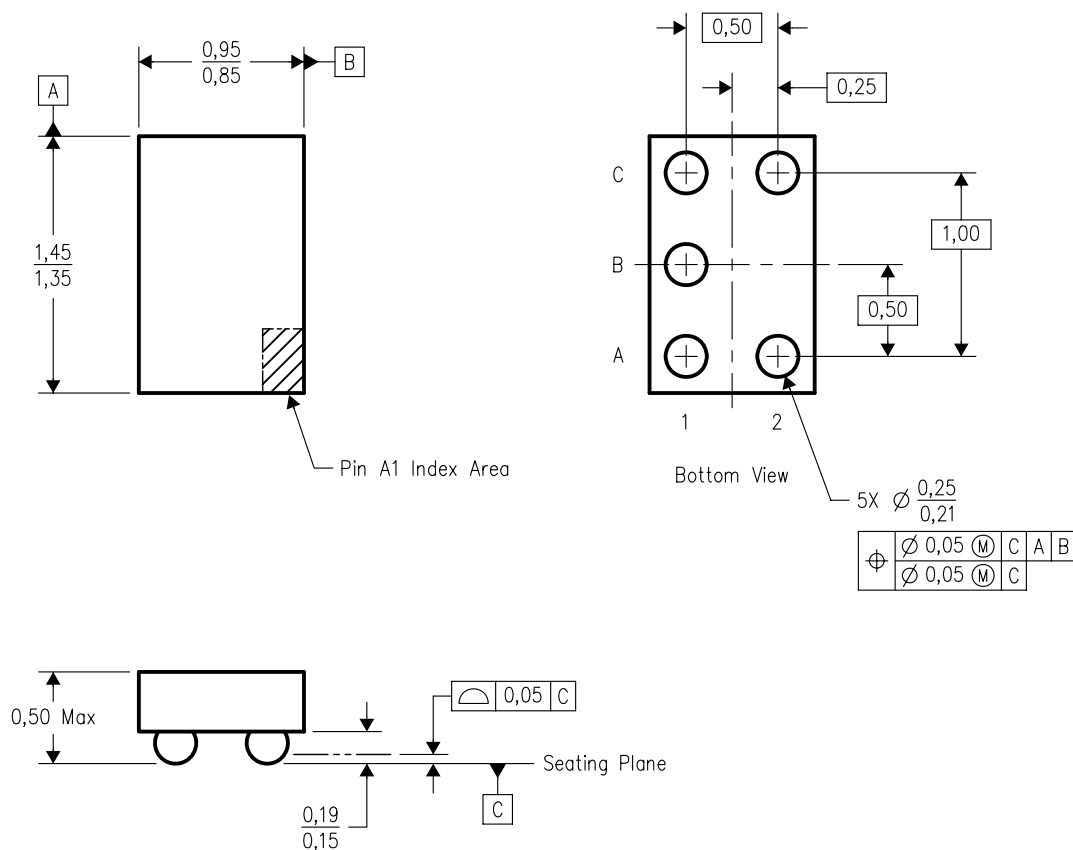 0,95
0,85
B
A
1,45
1,35
Pin A1 Index Area
0,50
0,25
C
B
A
1,00
0,50
1 2
Bottom View
5X Ø 0,25
0,21
⌖ Ø 0,05 Ⓜ C A B
Ø 0,05 Ⓜ C
0,50 Max
⌓ 0,05 C
Seating Plane
C
0,19
0,15